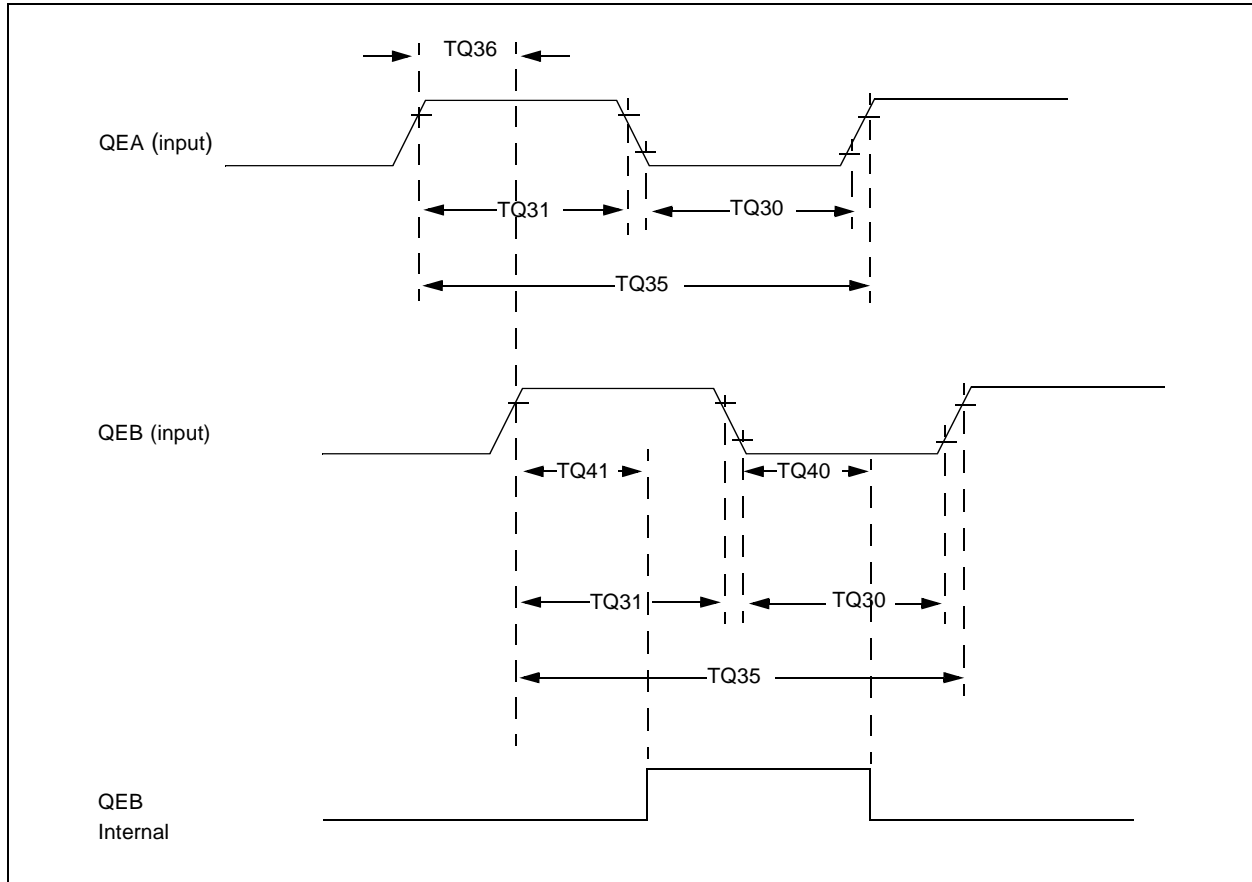 TQ36
QEA (input)
TQ31
TQ30
TQ35
QEB (input)
TQ41
TQ40
TQ31
TQ30
TQ35
QEB
Internal